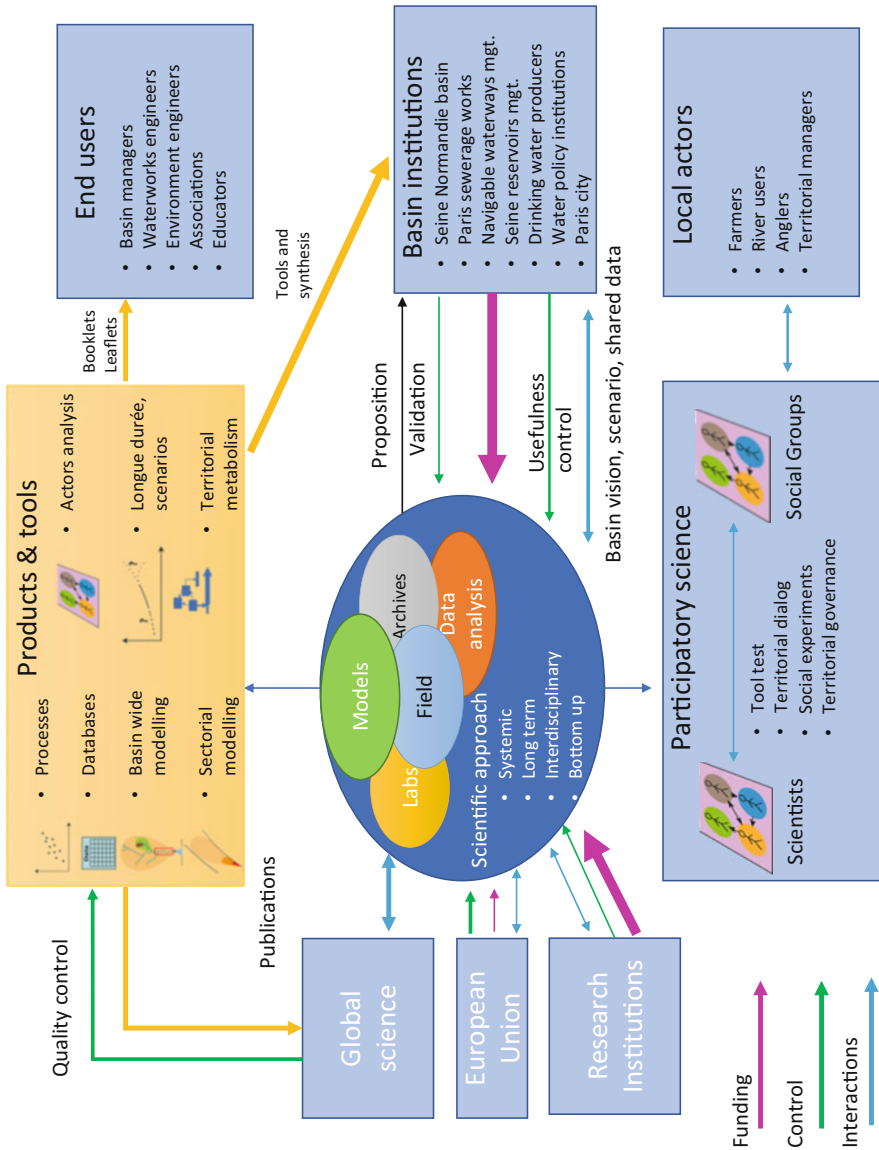 Products & tools
• Processes
• Databases
• Basin wide
modelling
• Sectorial
modelling
• Actors analysis
• Longue durée,
scenarios
• Territorial
metabolism
?
?
Data
Quality control
Publications
Booklets
Leaflets
Tools and
synthesis
End users
• Basin managers
• Waterworks engineers
• Environment engineers
• Associations
• Educators
Global
science
European
Union
Research
Institutions
Models
Archives
Labs
Field
Data
analysis
Scientific approach
• Systemic
• Long term
• Interdisciplinary
• Bottom up
Proposition
Validation
Usefulness
control
Basin vision, scenario, shared data
Basin institutions
• Seine Normandie basin
• Paris sewerage works
• Navigable waterways mgt.
• Seine reservoirs mgt.
• Drinking water producers
• Water policy institutions
• Paris city
Participatory science
Scientists
• Tool test
• Territorial dialog
• Social experiments
• Territorial governance
Social Groups
Local actors
• Farmers
• River users
• Anglers
• Territorial managers
Funding
Control
Interactions